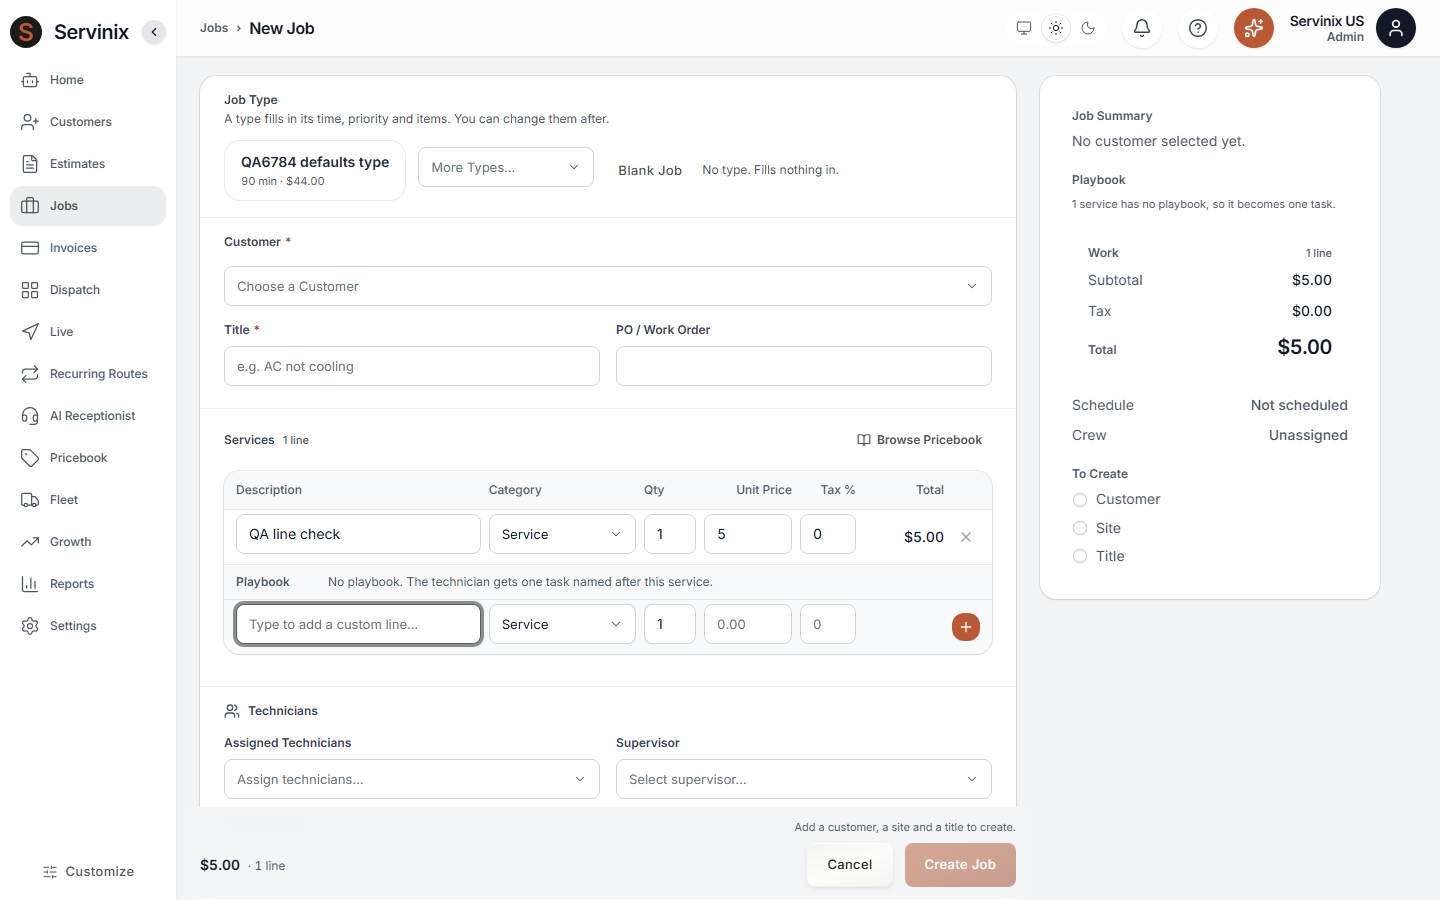 S Servinix
Home
Customers
Estimates
Jobs
Invoices
Dispatch
Live
Recurring Routes
AI Receptionist
Pricebook
Fleet
Growth
Reports
Settings
Customize
Jobs › New Job
Servinix US
Admin
Job Type
A type fills in its time, priority and items. You can change them after.
QA6784 defaults type
90 min · $44.00
More Types...
Blank Job
No type. Fills nothing in.
Customer *
Choose a Customer
Title *
PO / Work Order
e.g. AC not cooling
Services 1 line
Browse Pricebook
Description Category Qty Unit Price Tax % Total
QA line check Service 1 5 0 $5.00
Playbook No playbook. The technician gets one task named after this service.
Type to add a custom line... Service 1 0.00 0
Technicians
Assigned Technicians
Supervisor
Assign technicians...
Select supervisor...
Add a customer, a site and a title to create.
$5.00 · 1 line
Cancel
Create Job
Job Summary
No customer selected yet.
Playbook
1 service has no playbook, so it becomes one task.
Work 1 line
Subtotal $5.00
Tax $0.00
Total $5.00
Schedule Not scheduled
Crew Unassigned
To Create
Customer
Site
Title